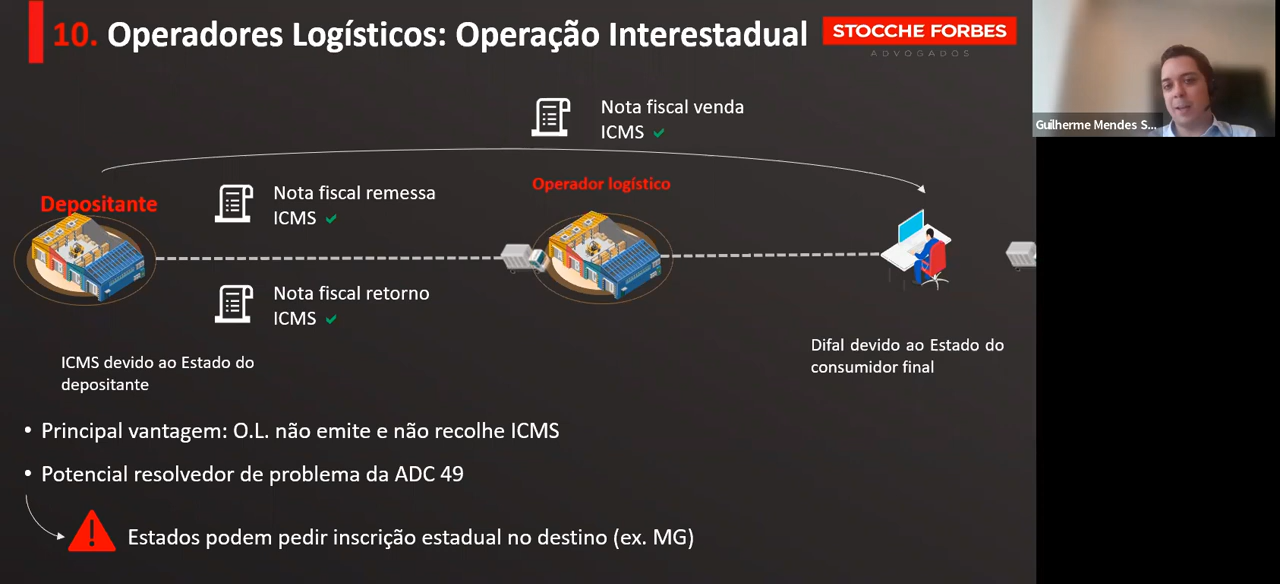 10. Operadores Logísticos: Operação Interestadual
STOCCHE FORBES
ADVOGADOS
Guilherme Mendes S...
Nota fiscal venda
ICMS ✓
Operador logístico
Depositante
Nota fiscal remessa
ICMS ✓
Nota fiscal retorno
ICMS ✓
ICMS devido ao Estado do
depositante
Difal devido ao Estado do
consumidor final
• Principal vantagem: O.L. não emite e não recolhe ICMS
• Potencial resolvedor de problema da ADC 49
Estados podem pedir inscrição estadual no destino (ex. MG)